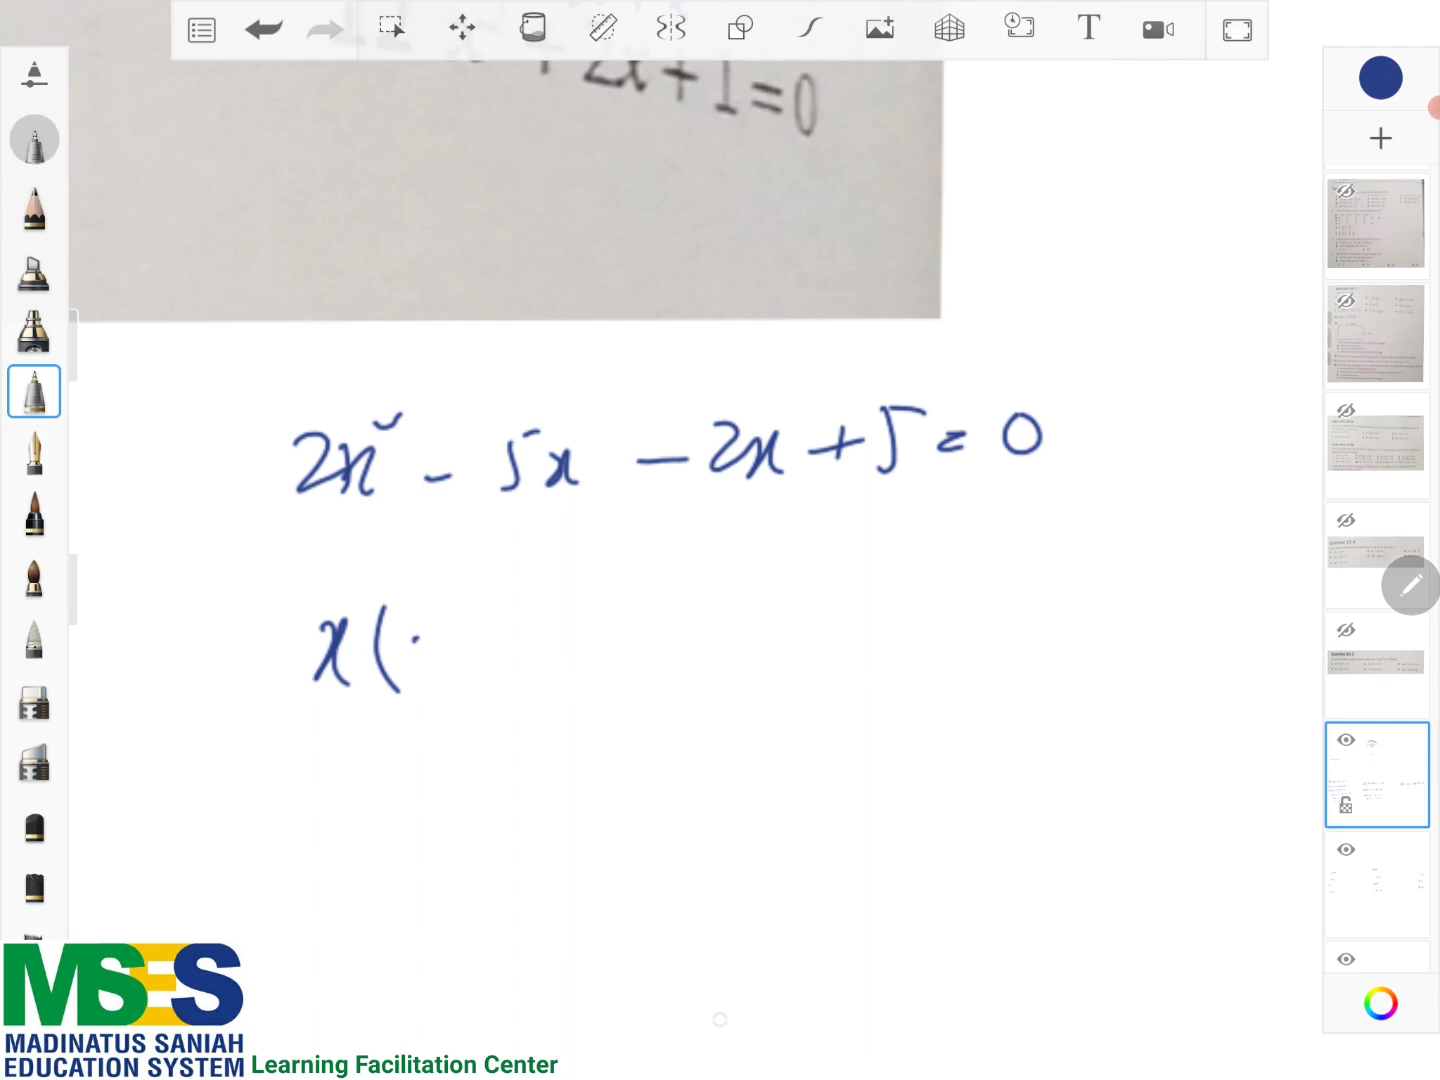 T
+ 2x + 1 = 0
2x² - 5x - 2x + 5 = 0
x(
MSES
MADINATUS SANIAH
EDUCATION SYSTEM Learning Facilitation Center